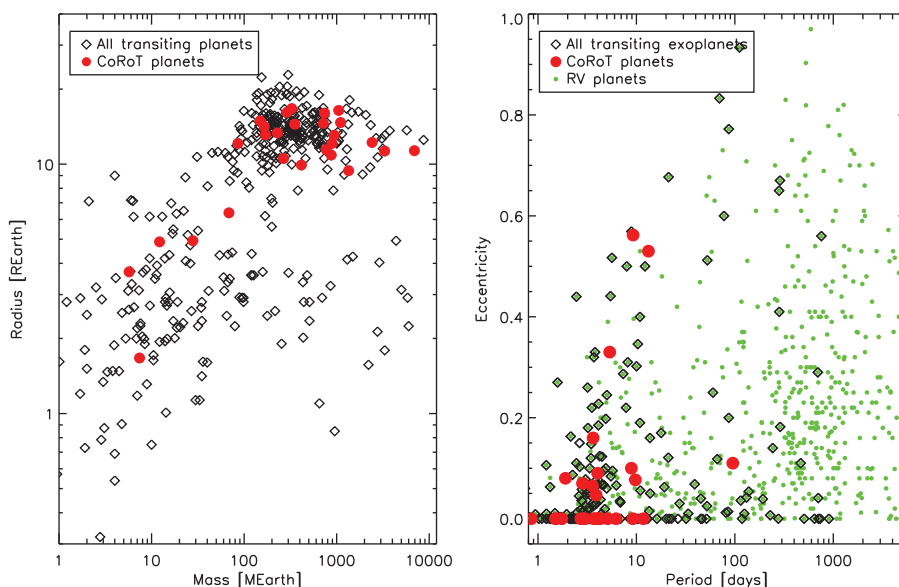 All transiting planets
CoRoT planets
10
1
Radius [REarth]
1
10
100
1000
10000
Mass [MEarth]
All transiting exoplanets
CoRoT planets
RV planets
1.0
0.8
0.6
0.4
0.2
0.0
Eccentricity
1
10
100
1000
Period [days]